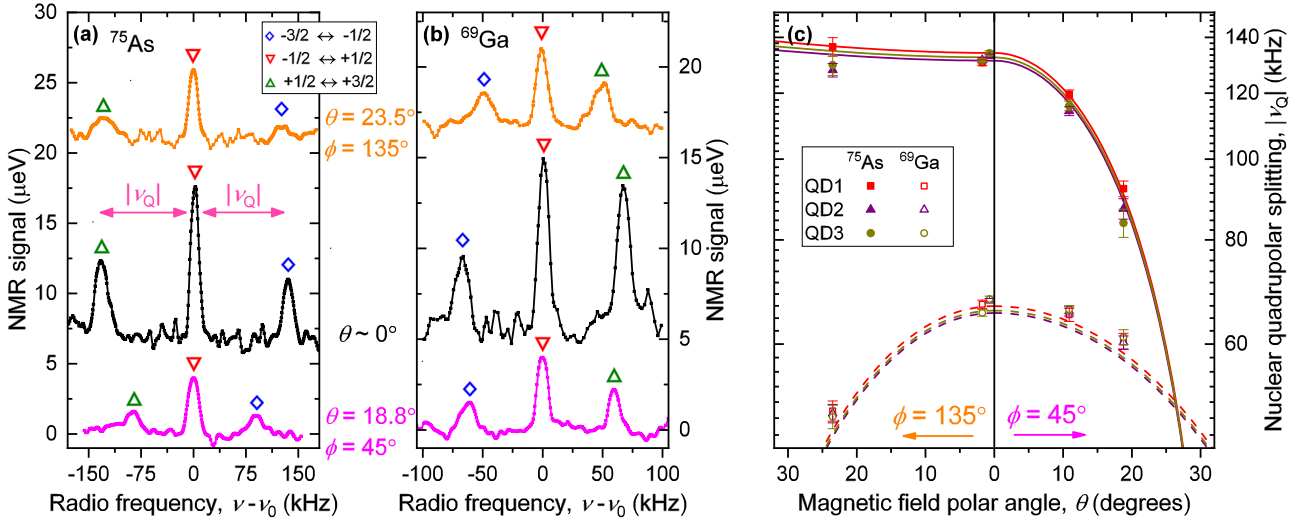 (a) ⁷⁵As
-3/2 ↔ -1/2
-1/2 ↔ +1/2
+1/2 ↔ +3/2
NMR signal (μeV)
30
25
20
15
10
5
0
|ν_Q| |ν_Q|
-150 -75 0 75 150
Radio frequency, ν - ν₀ (kHz)
θ = 23.5°
ϕ = 135°
θ ~ 0°
θ = 18.8°
ϕ = 45°
(b) ⁶⁹Ga
20
15
10
5
0
NMR signal (μeV)
-100 -50 0 50 100
Radio frequency, ν - ν₀ (kHz)
(c)
⁷⁵As ⁶⁹Ga
QD1
QD2
QD3
ϕ = 135° ϕ = 45°
140
120
100
80
60
Nuclear quadrupolar splitting, |ν_Q| (kHz)
30 20 10 0 10 20 30
Magnetic field polar angle, θ (degrees)